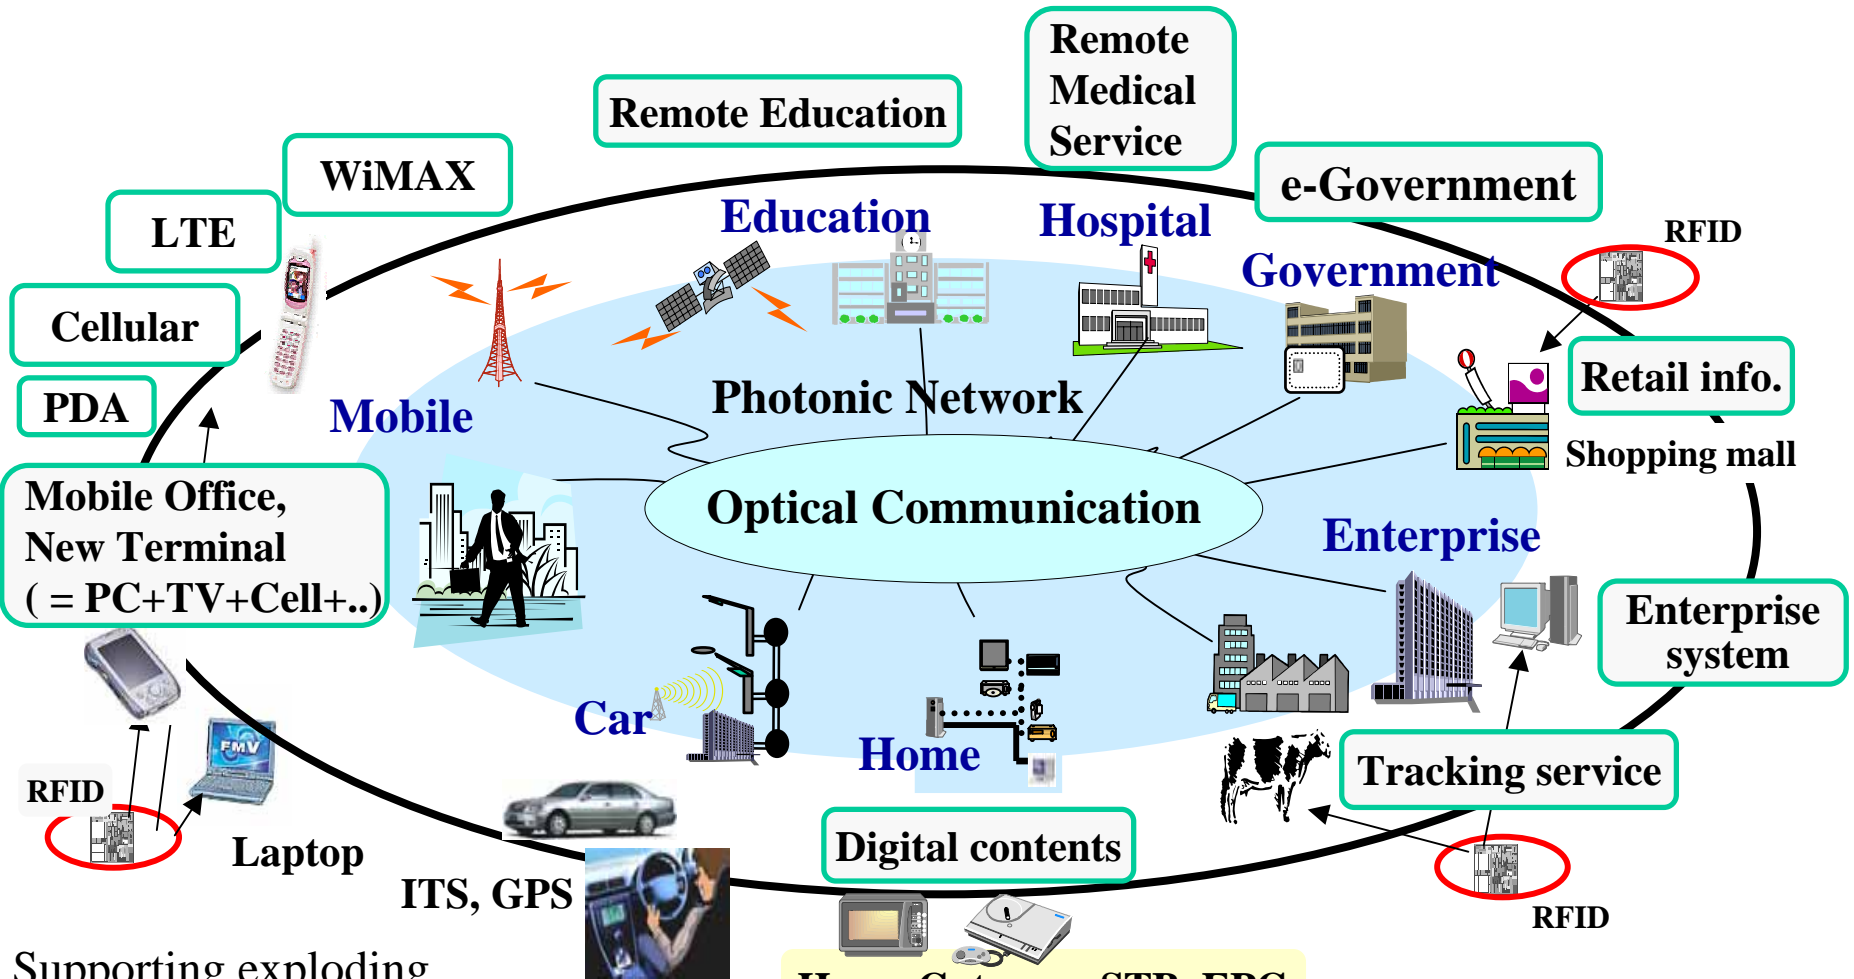 Remote
Medical
Service
Remote Education
WiMAX
e-Government
LTE
Education
Hospital
RFID
Government
Cellular
Retail info.
PDA
Mobile
Photonic Network
Shopping mall
Mobile Office,
New Terminal
( = PC+TV+Cell+..)
Optical Communication
Enterprise
Enterprise
system
Car
Home
FMV
Tracking service
RFID
Laptop
Digital contents
ITS, GPS
RFID
Supporting exploding